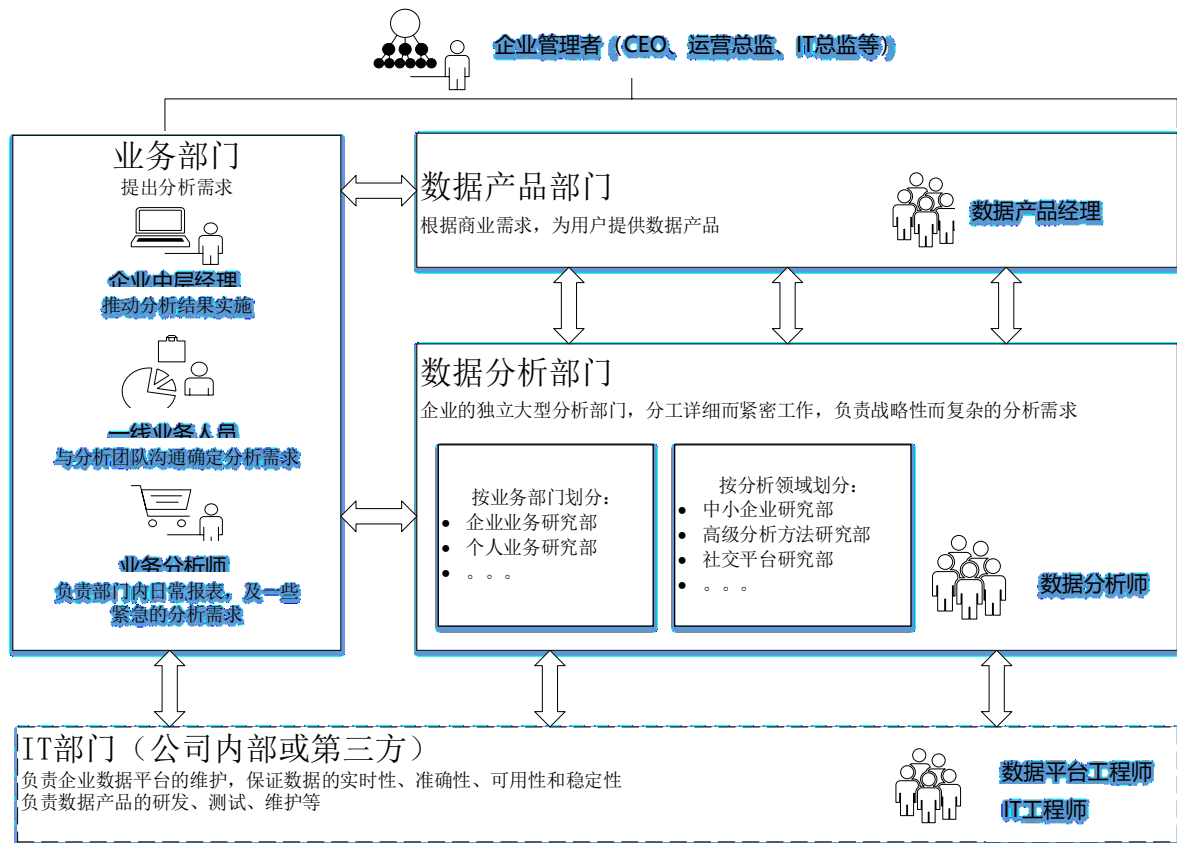 企业管理者（CEO、运营总监、IT总监等）
业务部门
提出分析需求
企业中层经理
推动分析结果实施
一线业务人员
与分析团队沟通确定分析需求
业务分析师
负责部门内日常报表，及一些
紧急的分析需求
数据产品部门
根据商业需求，为用户提供数据产品
数据产品经理
数据分析部门
企业的独立大型分析部门，分工详细而紧密工作，负责战略性而复杂的分析需求
按业务部门划分：
● 企业业务研究部
● 个人业务研究部
● 。。。
按分析领域划分：
● 中小企业研究部
● 高级分析方法研究部
● 社交平台研究部
● 。。。
数据分析师
IT部门（公司内部或第三方）
负责企业数据平台的维护，保证数据的实时性、准确性、可用性和稳定性
负责数据产品的研发、测试、维护等
数据平台工程师
IT工程师